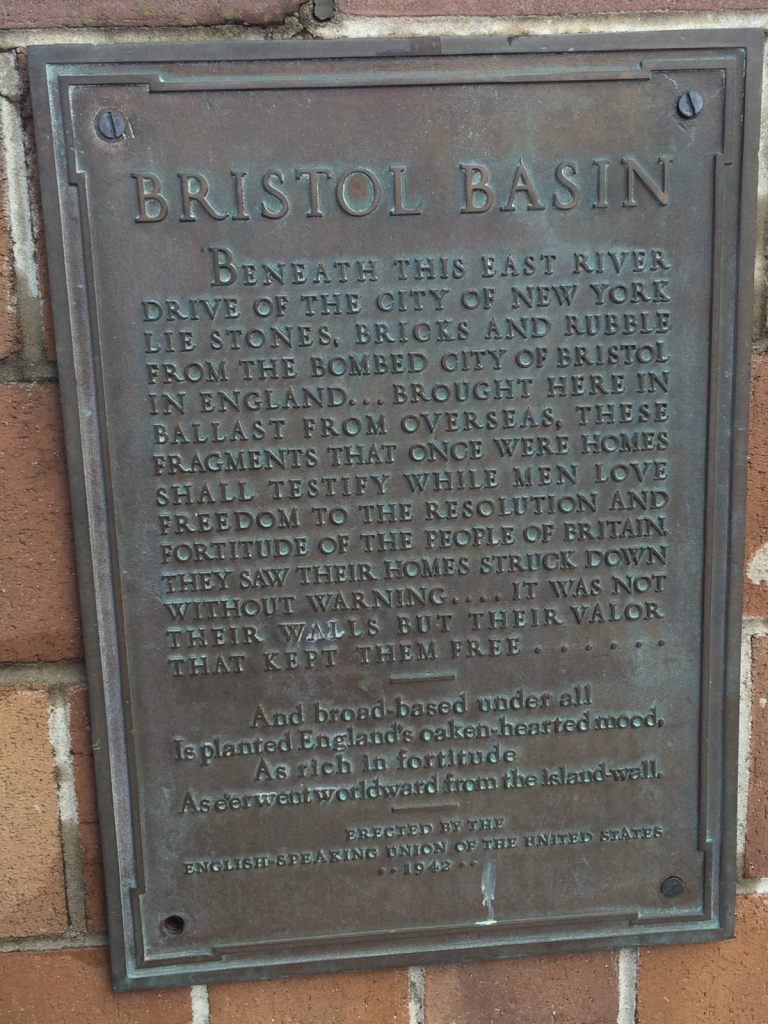 BRISTOL BASIN
BENEATH THIS EAST RIVER
DRIVE OF THE CITY OF NEW YORK
LIE STONES, BRICKS AND RUBBLE
FROM THE BOMBED CITY OF BRISTOL
IN ENGLAND... BROUGHT HERE IN
BALLAST FROM OVERSEAS, THESE
FRAGMENTS THAT ONCE WERE HOMES
SHALL TESTIFY WHILE MEN LOVE
FREEDOM TO THE RESOLUTION AND
FORTITUDE OF THE PEOPLE OF BRITAIN.
THEY SAW THEIR HOMES STRUCK DOWN
WITHOUT WARNING.... IT WAS NOT
THEIR WALLS BUT THEIR VALOR
THAT KEPT THEM FREE . . . . . .
And broad-based under all
Is planted England's oaken-hearted mood,
As rich in fortitude
As e'er went worldward from the island-wall.
ERECTED BY THE
ENGLISH-SPEAKING UNION OF THE UNITED STATES
· · 1942 · ·